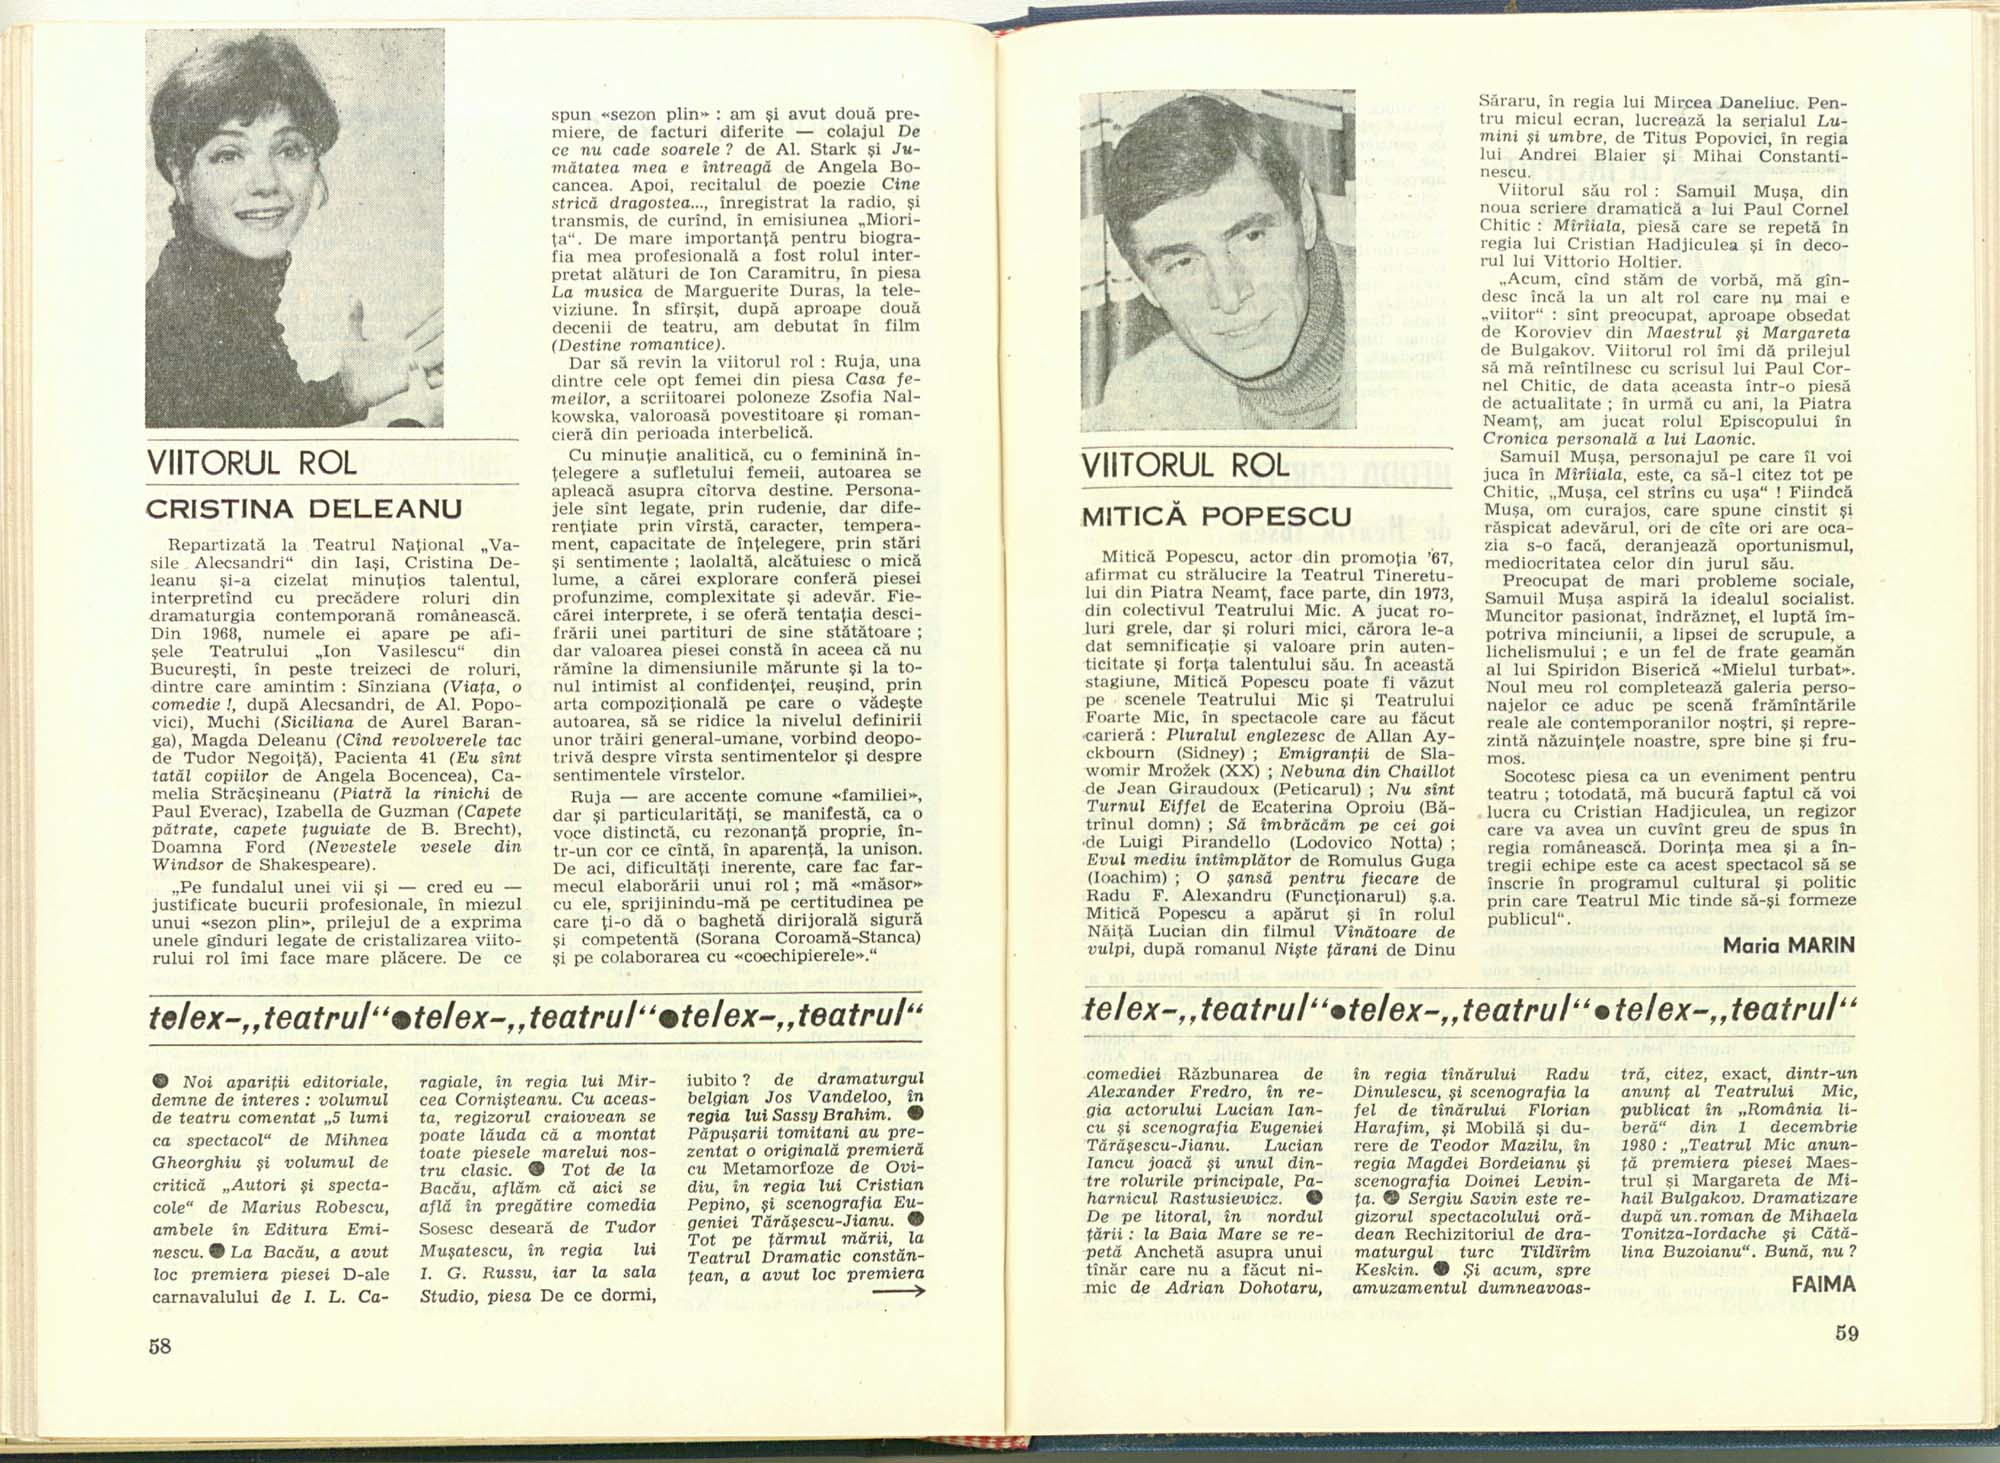 VIITORUL ROL
CRISTINA DELEANU
Repartizată la Teatrul Național „Va-
sile Alecsandri“ din Iași, Cristina De-
leanu și-a cizelat minuțios talentul,
interpretînd cu precădere roluri din
dramaturgia contemporană românească.
Din 1968, numele ei apare pe afi-
șele Teatrului „Ion Vasilescu“ din
București, în peste treizeci de roluri,
dintre care amintim : Sînziana (Viața, o
comedie !, după Alecsandri, de Al. Popo-
vici), Muchi (Siciliana de Aurel Baran-
ga), Magda Deleanu (Cînd revolverele tac
de Tudor Negoiță), Pacienta 41 (Eu sînt
tatăl copiilor de Angela Bocencea), Ca-
melia Străcșineanu (Piatră la rinichi de
Paul Everac), Izabella de Guzman (Capete
pătrate, capete țuguiate de B. Brecht),
Doamna Ford (Nevestele vesele din
Windsor de Shakespeare).
„Pe fundalul unei vii și — cred eu —
justificate bucurii profesionale, în miezul
unui «sezon plin», prilejul de a exprima
unele gînduri legate de cristalizarea viito-
rului rol îmi face mare plăcere. De ce
spun «sezon plin» : am și avut două pre-
miere, de facturi diferite — colajul De
ce nu cade soarele ? de Al. Stark și Ju-
mătatea mea e întreagă de Angela Bo-
cancea. Apoi, recitalul de poezie Cine
strică dragostea..., înregistrat la radio, și
transmis, de curînd, în emisiunea „Miori-
ța“. De mare importanță pentru biogra-
fia mea profesională a fost rolul inter-
pretat alături de Ion Caramitru, în piesa
La musica de Marguerite Duras, la tele-
viziune. În sfîrșit, după aproape două
decenii de teatru, am debutat în film
(Destine romantice).
Dar să revin la viitorul rol : Ruja, una
dintre cele opt femei din piesa Casa fe-
meilor, a scriitoarei poloneze Zsofia Nal-
kowska, valoroasă povestitoare și roman-
cieră din perioada interbelică.
Cu minuție analitică, cu o feminină în-
țelegere a sufletului femeii, autoarea se
apleacă asupra cîtorva destine. Persona-
jele sînt legate, prin rudenie, dar dife-
rențiate prin vîrstă, caracter, tempera-
ment, capacitate de înțelegere, prin stări
și sentimente ; laolaltă, alcătuiesc o mică
lume, a cărei explorare conferă piesei
profunzime, complexitate și adevăr. Fie-
cărei interprete, i se oferă tentația desci-
frării unei partituri de sine stătătoare ;
dar valoarea piesei constă în aceea că nu
rămîne la dimensiunile mărunte și la to-
nul intimist al confidenței, reușind, prin
arta compozițională pe care o vădește
autoarea, să se ridice la nivelul definirii
unor trăiri general-umane, vorbind deopo-
trivă despre vîrsta sentimentelor și despre
sentimentele vîrstelor.
Ruja — are accente comune «familiei»,
dar și particularități, se manifestă, ca o
voce distinctă, cu rezonanță proprie, în-
tr-un cor ce cîntă, în aparență, la unison.
De aci, dificultăți inerente, care fac far-
mecul elaborării unui rol ; mă «măsor»
cu ele, sprijinindu-mă pe certitudinea pe
care ți-o dă o baghetă dirijorală sigură
și competentă (Sorana Coroamă-Stanca)
și pe colaborarea cu «coechipierele».“
telex-„teatrul“●telex-„teatrul“●telex-„teatrul“
● Noi apariții editoriale,
demne de interes : volumul
de teatru comentat „5 lumi
ca spectacol“ de Mihnea
Gheorghiu și volumul de
critică „Autori și specta-
cole“ de Marius Robescu,
ambele în Editura Emi-
nescu. ● La Bacău, a avut
loc premiera piesei D-ale
carnavalului de I. L. Ca-
ragiale, în regia lui Mir-
cea Cornișteanu. Cu aceas-
ta, regizorul craiovean se
poate lăuda că a montat
toate piesele marelui nos-
tru clasic. ● Tot de la
Bacău, aflăm că aici se
află în pregătire comedia
Sosesc deseară de Tudor
Mușatescu, în regia lui
I. G. Russu, iar la sala
Studio, piesa De ce dormi,
iubito ? de dramaturgul
belgian Jos Vandeloo, în
regia lui Sassy Brahim. ●
Păpușarii tomitani au pre-
zentat o originală premieră
cu Metamorfoze de Ovi-
diu, în regia lui Cristian
Pepino, și scenografia Eu-
geniei Tărășescu-Jianu. ●
Tot pe țărmul mării, la
Teatrul Dramatic constăn-
țean, a avut loc premiera
58
VIITORUL ROL
MITICĂ POPESCU
Mitică Popescu, actor din promoția '67,
afirmat cu strălucire la Teatrul Tineretu-
lui din Piatra Neamț, face parte, din 1973,
din colectivul Teatrului Mic. A jucat ro-
luri grele, dar și roluri mici, cărora le-a
dat semnificație și valoare prin auten-
ticitate și forța talentului său. În această
stagiune, Mitică Popescu poate fi văzut
pe scenele Teatrului Mic și Teatrului
Foarte Mic, în spectacole care au făcut
carieră : Pluralul englezesc de Allan Ay-
ckbourn (Sidney) ; Emigranții de Sla-
womir Mrożek (XX) ; Nebuna din Chaillot
de Jean Giraudoux (Peticarul) ; Nu sînt
Turnul Eiffel de Ecaterina Oproiu (Bă-
trînul domn) ; Să îmbrăcăm pe cei goi
de Luigi Pirandello (Lodovico Notta) ;
Evul mediu întîmplător de Romulus Guga
(Ioachim) ; O șansă pentru fiecare de
Radu F. Alexandru (Funcționarul) ș.a.
Mitică Popescu a apărut și în rolul
Năiță Lucian din filmul Vînătoare de
vulpi, după romanul Niște țărani de Dinu
Săraru, în regia lui Mircea Daneliuc. Pen-
tru micul ecran, lucrează la serialul Lu-
mini și umbre, de Titus Popovici, în regia
lui Andrei Blaier și Mihai Constanti-
nescu.
Viitorul său rol : Samuil Mușa, din
noua scriere dramatică a lui Paul Cornel
Chitic : Mîrîiala, piesă care se repetă în
regia lui Cristian Hadjiculea și în deco-
rul lui Vittorio Holtier.
„Acum, cînd stăm de vorbă, mă gîn-
desc încă la un alt rol care nu mai e
„viitor“ : sînt preocupat, aproape obsedat
de Koroviev din Maestrul și Margareta
de Bulgakov. Viitorul rol îmi dă prilejul
să mă reîntîlnesc cu scrisul lui Paul Cor-
nel Chitic, de data aceasta într-o piesă
de actualitate ; în urmă cu ani, la Piatra
Neamț, am jucat rolul Episcopului în
Cronica personală a lui Laonic.
Samuil Mușa, personajul pe care îl voi
juca în Mîrîiala, este, ca să-l citez tot pe
Chitic, „Mușa, cel strîns cu ușa“ ! Fiindcă
Mușa, om curajos, care spune cinstit și
răspicat adevărul, ori de cîte ori are oca-
zia s-o facă, deranjează oportunismul,
mediocritatea celor din jurul său.
Preocupat de mari probleme sociale,
Samuil Mușa aspiră la idealul socialist.
Muncitor pasionat, îndrăzneț, el luptă îm-
potriva minciunii, a lipsei de scrupule, a
lichelismului ; e un fel de frate geamăn
al lui Spiridon Biserică «Mielul turbat».
Noul meu rol completează galeria perso-
najelor ce aduc pe scenă frămîntările
reale ale contemporanilor noștri, și repre-
zintă năzuințele noastre, spre bine și fru-
mos.
Socotesc piesa ca un eveniment pentru
teatru ; totodată, mă bucură faptul că voi
lucra cu Cristian Hadjiculea, un regizor
care va avea un cuvînt greu de spus în
regia românească. Dorința mea și a în-
tregii echipe este ca acest spectacol să se
înscrie în programul cultural și politic
prin care Teatrul Mic tinde să-și formeze
publicul“.
Maria MARIN
telex-„teatrul“●telex-„teatrul“●telex-„teatrul“
comediei Răzbunarea de
Alexander Fredro, în re-
gia actorului Lucian Ian-
cu și scenografia Eugeniei
Tărășescu-Jianu. Lucian
Iancu joacă și unul din-
tre rolurile principale, Pa-
harnicul Rastusiewicz. ●
De pe litoral, în nordul
țării : la Baia Mare se re-
petă Anchetă asupra unui
tînăr care nu a făcut ni-
mic de Adrian Dohotaru,
în regia tînărului Radu
Dinulescu, și scenografia la
fel de tînărului Florian
Harafim, și Mobilă și du-
rere de Teodor Mazilu, în
regia Magdei Bordeianu și
scenografia Doinei Levin-
ța. ● Sergiu Savin este re-
gizorul spectacolului oră-
dean Rechizitoriul de dra-
maturgul turc Tîldîrîm
Keskin. ● Și acum, spre
amuzamentul dumneavoas-
tră, citez, exact, dintr-un
anunț al Teatrului Mic,
publicat în „România li-
beră“ din 1 decembrie
1980 : „Teatrul Mic anun-
ță premiera piesei Maes-
trul și Margareta de Mi-
hail Bulgakov. Dramatizare
după un roman de Mihaela
Tonitza-Iordache și Cătă-
lina Buzoianu“. Bună, nu ?
FAIMA
59